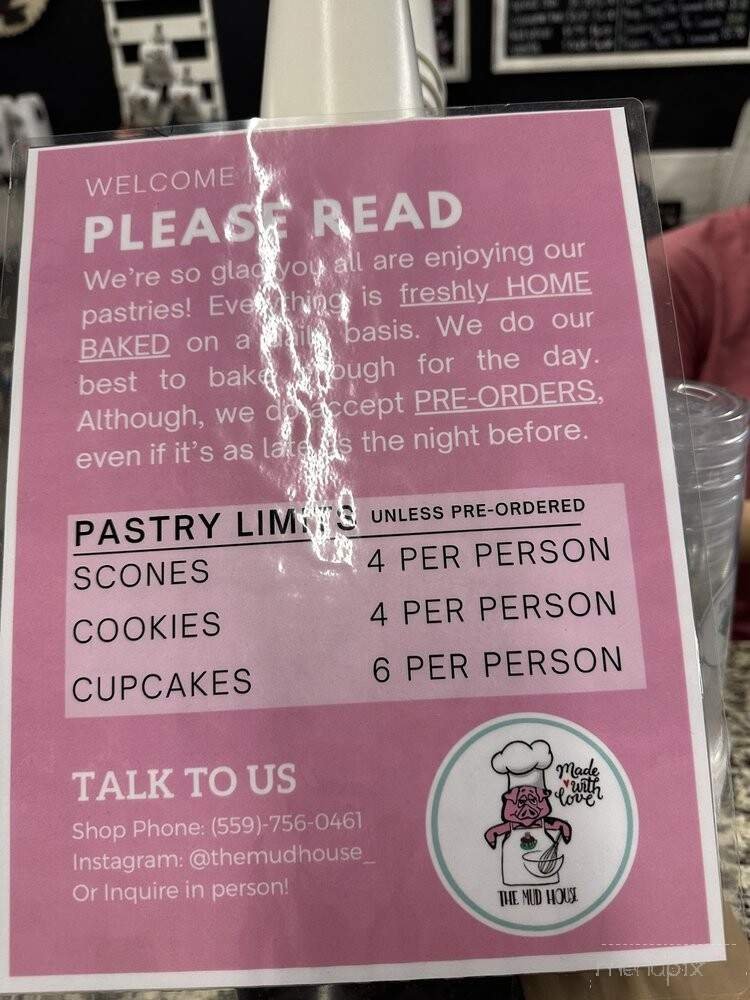 WELCOME
PLEASE READ
We're so glad you all are enjoying our
pastries! Everything is freshly HOME
BAKED on a daily basis. We do our
best to bake enough for the day.
Although, we do accept PRE-ORDERS,
even if it's as late as the night before.
PASTRY LIMITS UNLESS PRE-ORDERED
SCONES 4 PER PERSON
COOKIES 4 PER PERSON
CUPCAKES 6 PER PERSON
TALK TO US
Shop Phone: (559)-756-0461
Instagram: @themudhouse_
Or Inquire in person!
Made
with
love
THE MUD HOUSE
menupix